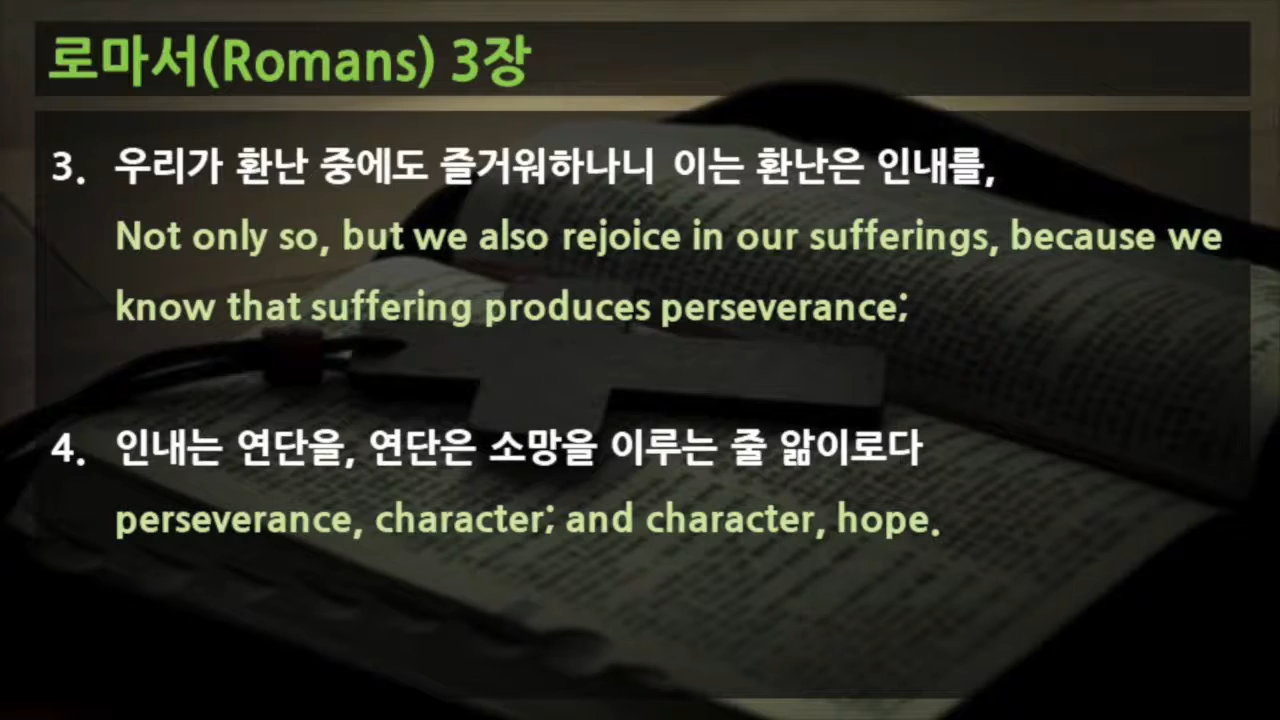 로마서(Romans) 3장
3. 우리가 환난 중에도 즐거워하나니 이는 환난은 인내를,
Not only so, but we also rejoice in our sufferings, because we
know that suffering produces perseverance;
4. 인내는 연단을, 연단은 소망을 이루는 줄 앎이로다
perseverance, character; and character, hope.